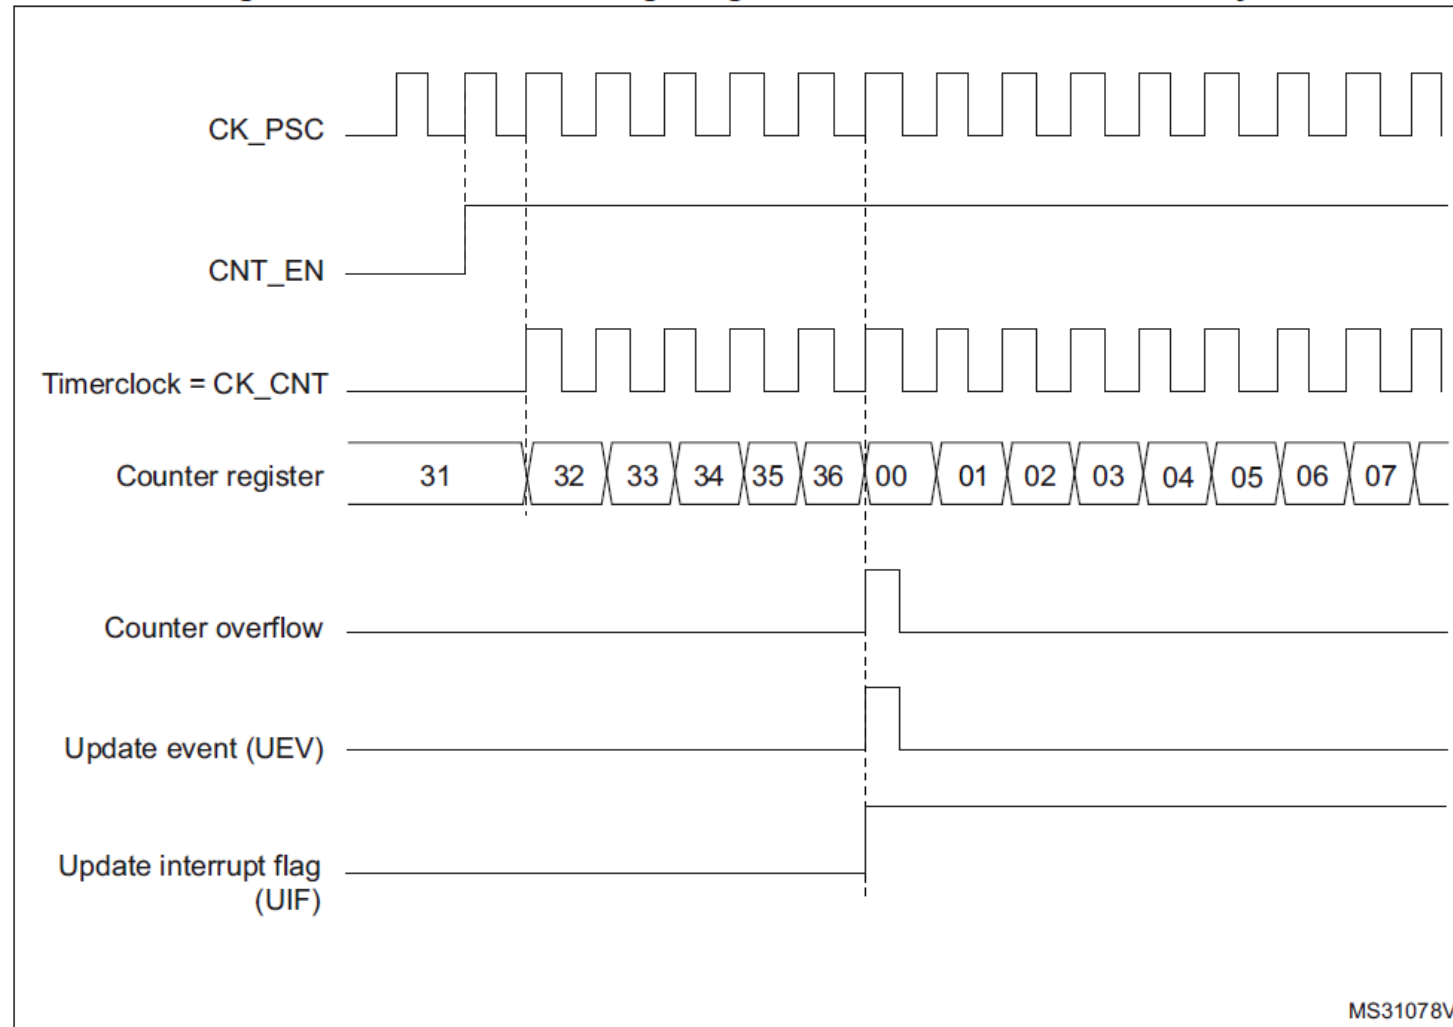 CK_PSC
CNT_EN
Timerclock = CK_CNT
Counter register 31 32 33 34 35 36 00 01 02 03 04 05 06 07
Counter overflow
Update event (UEV)
Update interrupt flag
(UIF)
MS31078V